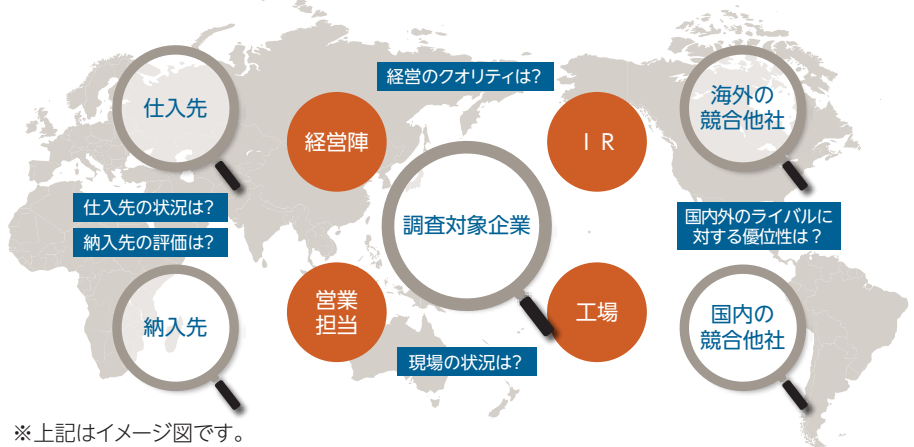 経営のクオリティは?
仕入先
経営陣
I R
海外の
競合他社
調査対象企業
仕入先の状況は?
納入先の評価は?
国内外のライバルに
対する優位性は？
納入先
営業
担当
工場
国内の
競合他社
現場の状況は?
※上記はイメージ図です。